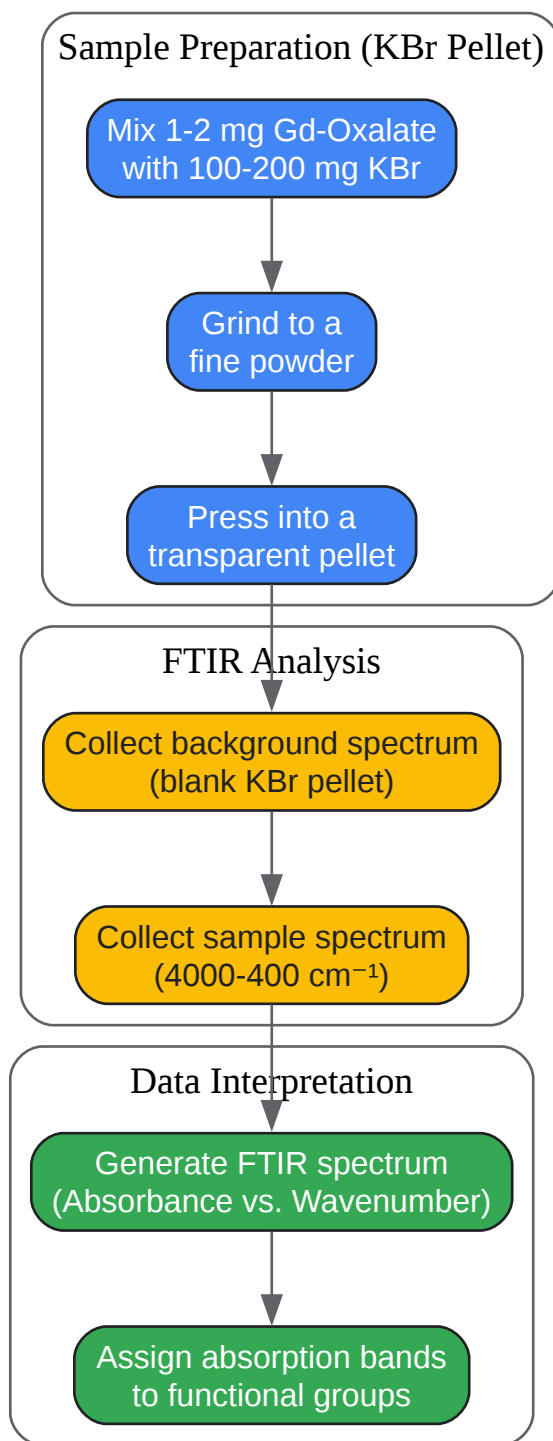 Sample Preparation (KBr Pellet)
Mix 1-2 mg Gd-Oxalate
with 100-200 mg KBr
Grind to a
fine powder
Press into a
transparent pellet
FTIR Analysis
Collect background spectrum
(blank KBr pellet)
Collect sample spectrum
(4000-400 cm⁻¹)
Data Interpretation
Generate FTIR spectrum
(Absorbance vs. Wavenumber)
Assign absorption bands
to functional groups